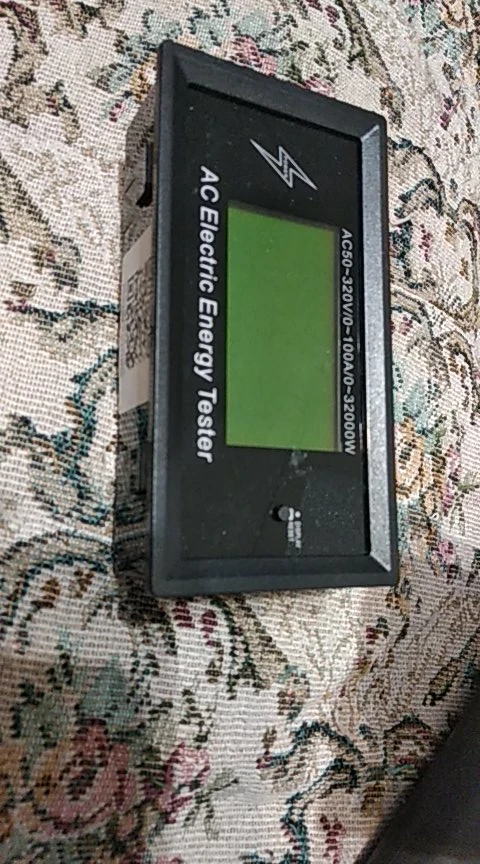 AC50~320V/0~100A/0~32000W
AC Electric Energy Tester